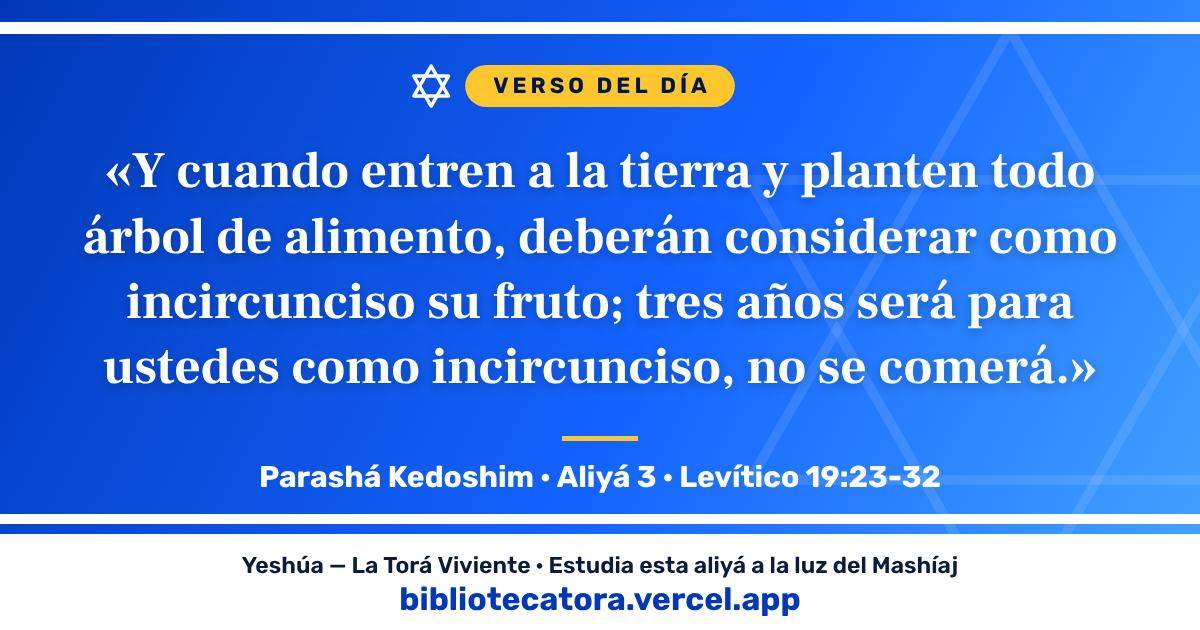 VERSO DEL DÍA
«Y cuando entren a la tierra y planten todo
árbol de alimento, deberán considerar como
incircunciso su fruto; tres años será para
ustedes como incircunciso, no se comerá.»
Parashá Kedoshim • Aliyá 3 • Levítico 19:23-32
Yeshúa — La Torá Viviente • Estudia esta aliyá a la luz del Mashíaj
bibliotecatora.vercel.app